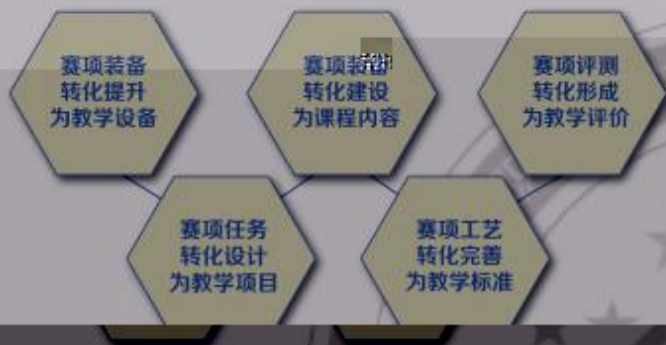 赛项装备
转化提升
为教学设备
赛项装
转化建设
为课程内容
赛项评测
转化形成
为教学评价
赛项任务
转化设计
为教学项目
赛项工艺
转化完善
为教学标准